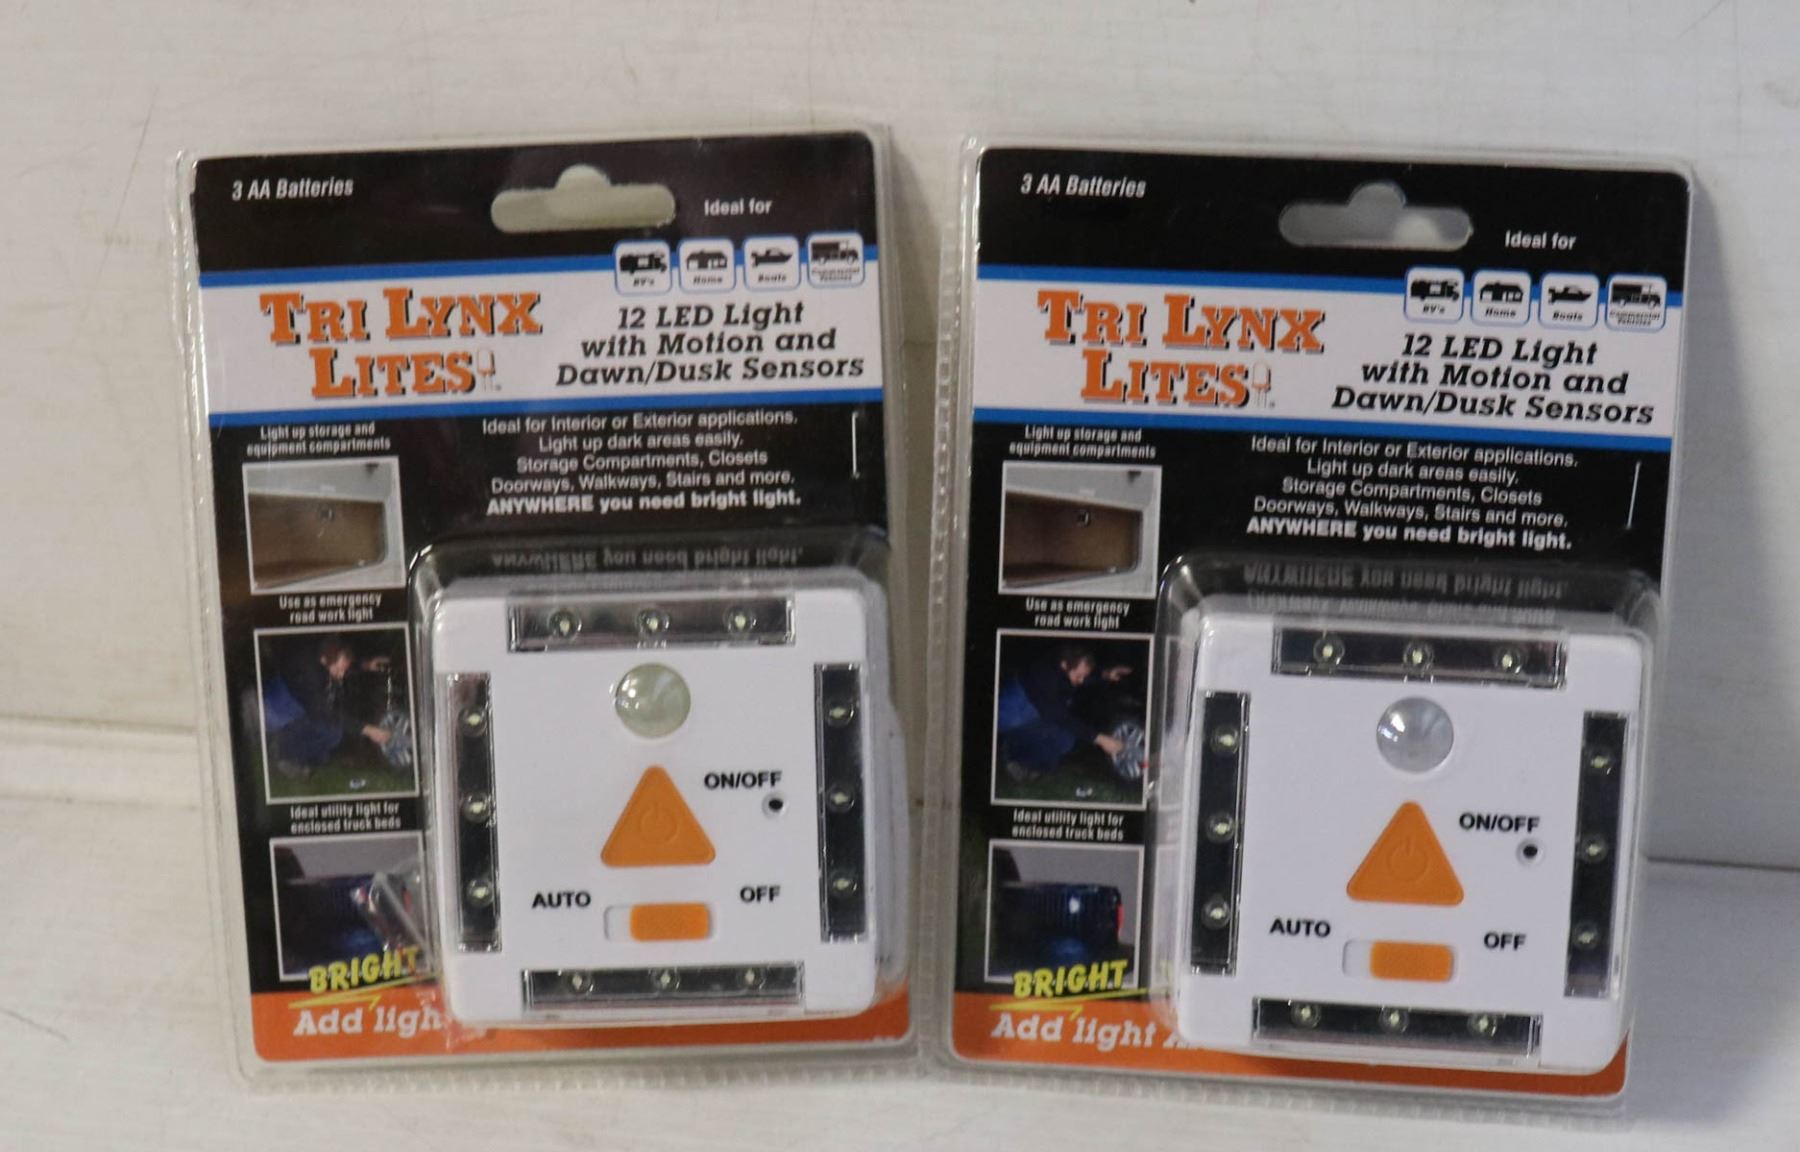 3 AA Batteries
Ideal for
RV's
Home
Boats
Commercial
Vehicles
TRI LYNX
LITES
12 LED Light
with Motion and
Dawn/Dusk Sensors
Ideal for Interior or Exterior applications.
Light up dark areas easily.
Storage Compartments, Closets
Doorways, Walkways, Stairs and more.
ANYWHERE you need bright light.
Light up storage and
equipment compartments
Use as emergency
road work light
Ideal utility light for
enclosed truck beds
ON/OFF
AUTO
OFF
BRIGHT
Add ligh
3 AA Batteries
Ideal for
RV's
Home
Boats
Commercial
Vehicles
TRI LYNX
LITES
12 LED Light
with Motion and
Dawn/Dusk Sensors
Ideal for Interior or Exterior applications.
Light up dark areas easily.
Storage Compartments, Closets
Doorways, Walkways, Stairs and more.
ANYWHERE you need bright light.
Light up storage and
equipment compartments
Use as emergency
road work light
Ideal utility light for
enclosed truck beds
ON/OFF
AUTO
OFF
BRIGHT
Add light